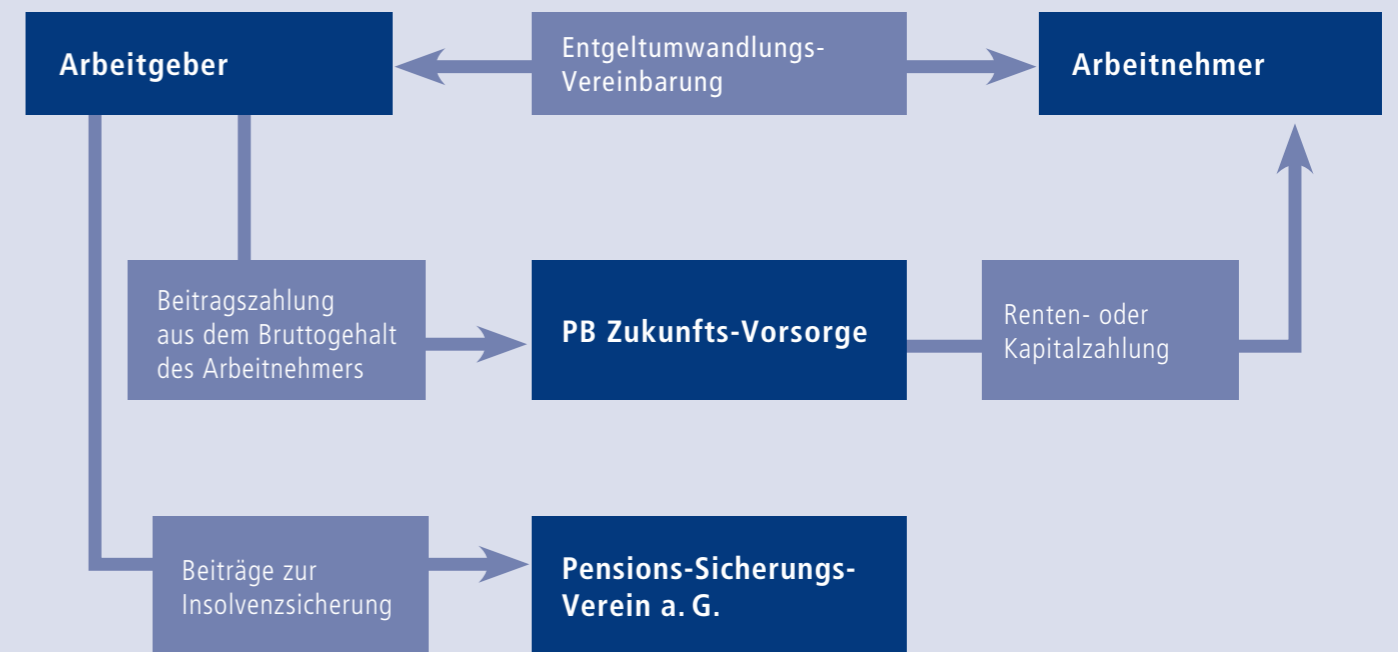 Arbeitgeber
Entgeltumwandlungs-
Vereinbarung
Arbeitnehmer
Beitragszahlung
aus dem Bruttogehalt
des Arbeitnehmers
PB Zukunfts-Vorsorge
Renten- oder
Kapitalzahlung
Beiträge zur
Insolvenzsicherung
Pensions-Sicherungs-
Verein a. G.